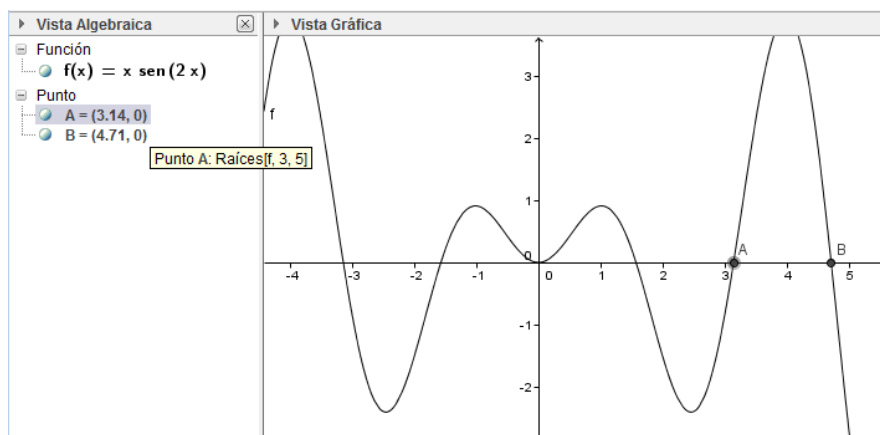 Vista Algebraica
Función
f(x) = x sen(2 x)
Punto
A = (3.14, 0)
B = (4.71, 0)
Punto A: Raíces[f, 3, 5]
Vista Gráfica
f
A
B
3
2
1
0
-1
-2
-4
-3
-2
-1
0
1
2
3
4
5